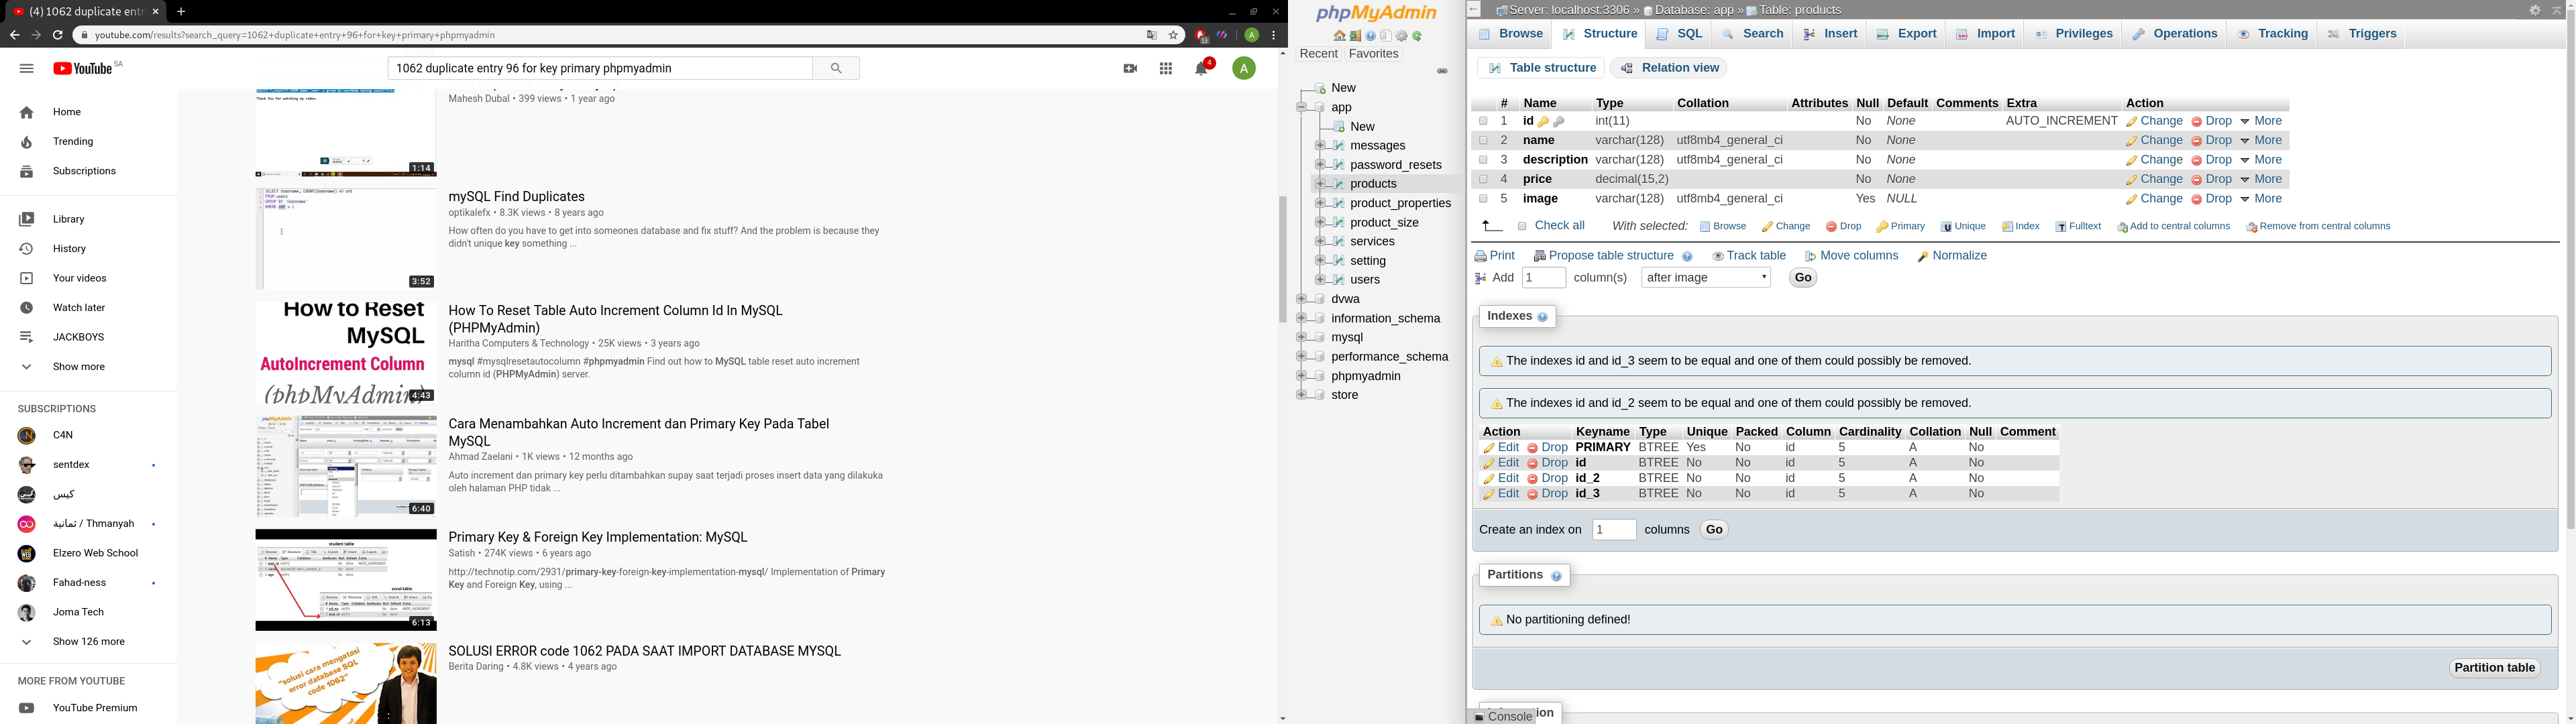 (4) 1062 duplicate entr
youtube.com/results?search_query=1062+duplicate+entry+96+for+key+primary+phpmyadmin
13
A
YouTube SA
1062 duplicate entry 96 for key primary phpmyadmin
4
A
Home
Trending
Subscriptions
Library
History
Your videos
Watch later
JACKBOYS
Show more
SUBSCRIPTIONS
C4N
sentdex
كيس
ثمانية / Thmanyah
Elzero Web School
Fahad-ness
Joma Tech
Show 126 more
MORE FROM YOUTUBE
YouTube Premium
Thank You for watching my video.
1:14
Mahesh Dubal • 399 views • 1 year ago
3:52
mySQL Find Duplicates
optikalefx • 8.3K views • 8 years ago
How often do you have to get into someones database and fix stuff? And the problem is because they
didn't unique key something ...
How to Reset
MySQL
AutoIncrement Column
(phpMyAdmin)
4:43
How To Reset Table Auto Increment Column Id In MySQL
(PHPMyAdmin)
Haritha Computers & Technology • 25K views • 3 years ago
mysql #mysqlresetautocolumn #phpmyadmin Find out how to MySQL table reset auto increment
column id (PHPMyAdmin) server.
6:40
Cara Menambahkan Auto Increment dan Primary Key Pada Tabel
MySQL
Ahmad Zaelani • 1K views • 12 months ago
Auto increment dan primary key perlu ditambahkan supay saat terjadi proses insert data yang dilakuka
oleh halaman PHP tidak ...
student table
enrol table
6:13
Primary Key & Foreign Key Implementation: MySQL
Satish • 274K views • 6 years ago
http://technotip.com/2931/primary-key-foreign-key-implementation-mysql/ Implementation of Primary
Key and Foreign Key, using ...
"solusi cara mengatasi
error database SQL
code 1062"
SOLUSI ERROR code 1062 PADA SAAT IMPORT DATABASE MYSQL
Berita Daring • 4.8K views • 4 years ago
phpMyAdmin
Recent Favorites
New
app
New
messages
password_resets
products
product_properties
product_size
services
setting
users
dvwa
information_schema
mysql
performance_schema
phpmyadmin
store
Server: localhost:3306 » Database: app » Table: products
Browse Structure SQL Search Insert Export Import Privileges Operations Tracking Triggers
Table structure Relation view
# Name Type Collation Attributes Null Default Comments Extra Action
1 id int(11) No None AUTO_INCREMENT Change Drop More
2 name varchar(128) utf8mb4_general_ci No None Change Drop More
3 description varchar(128) utf8mb4_general_ci No None Change Drop More
4 price decimal(15,2) No None Change Drop More
5 image varchar(128) utf8mb4_general_ci Yes NULL Change Drop More
Check all With selected: Browse Change Drop Primary Unique Index Fulltext Add to central columns Remove from central columns
Print Propose table structure Track table Move columns Normalize
Add 1 column(s) after image Go
Indexes
The indexes id and id_3 seem to be equal and one of them could possibly be removed.
The indexes id and id_2 seem to be equal and one of them could possibly be removed.
Action Keyname Type Unique Packed Column Cardinality Collation Null Comment
Edit Drop PRIMARY BTREE Yes No id 5 A No
Edit Drop id BTREE No No id 5 A No
Edit Drop id_2 BTREE No No id 5 A No
Edit Drop id_3 BTREE No No id 5 A No
Create an index on 1 columns Go
Partitions
No partitioning defined!
Partition table
Console